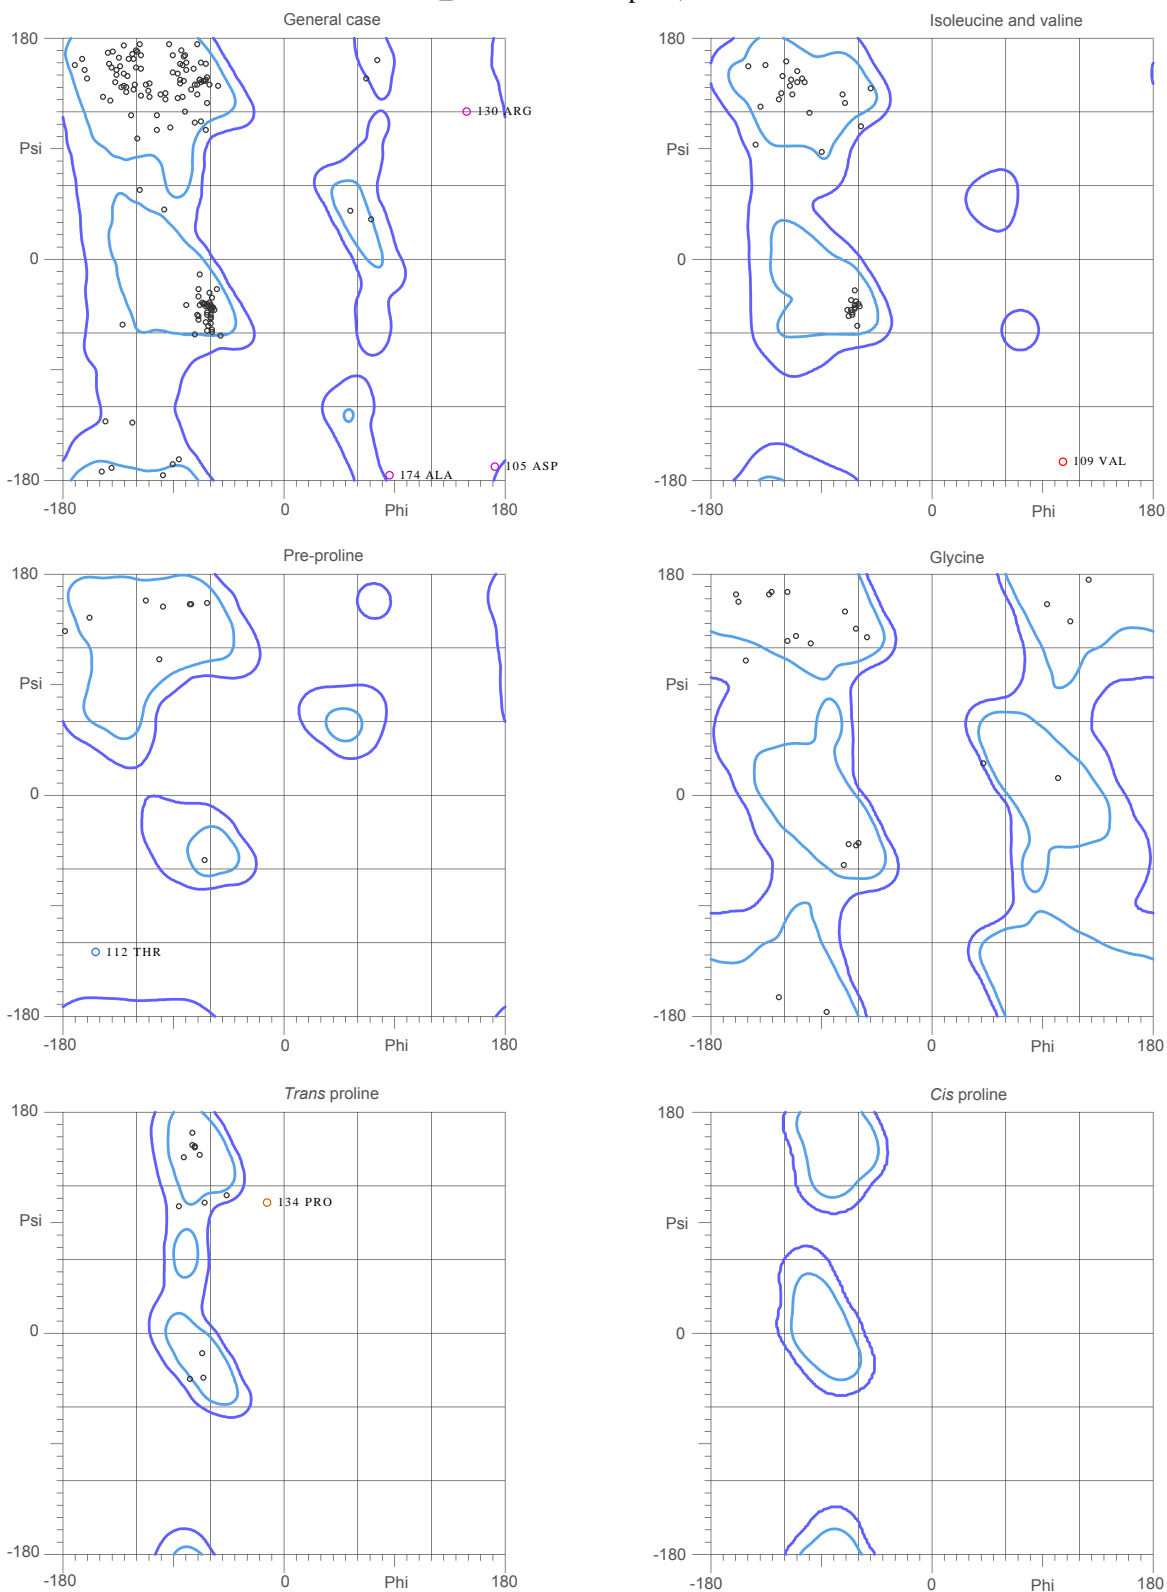 General case
180
Psi
0
-180
130 ARG
105 ASP
174 ALA
-180
0
Phi
180
Isoleucine and valine
180
Psi
0
-180
109 VAL
-180
0
Phi
180
Pre-proline
180
Psi
0
-180
112 THR
-180
0
Phi
180
Glycine
180
Psi
0
-180
-180
0
Phi
180
Trans proline
180
134 PRO
Psi
0
-180
-180
0
Phi
180
Cis proline
180
Psi
0
-180
-180
0
Phi
180